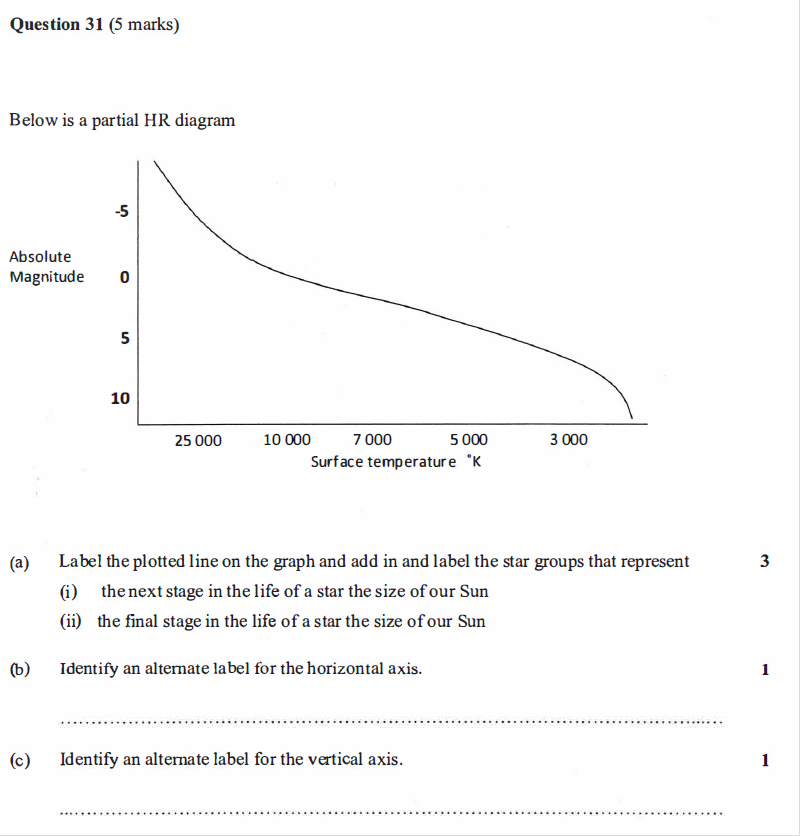 Question 31 (5 marks)
Below is a partial HR diagram
-5
Absolute
Magnitude
0
5
10
25 000 10 000 7 000 5 000 3 000
Surface temperature °K
(a) Label the plotted line on the graph and add in and label the star groups that represent 3
(i) the next stage in the life of a star the size of our Sun
(ii) the final stage in the life of a star the size of our Sun
(b) Identify an alternate label for the horizontal axis. 1
(c) Identify an alternate label for the vertical axis. 1